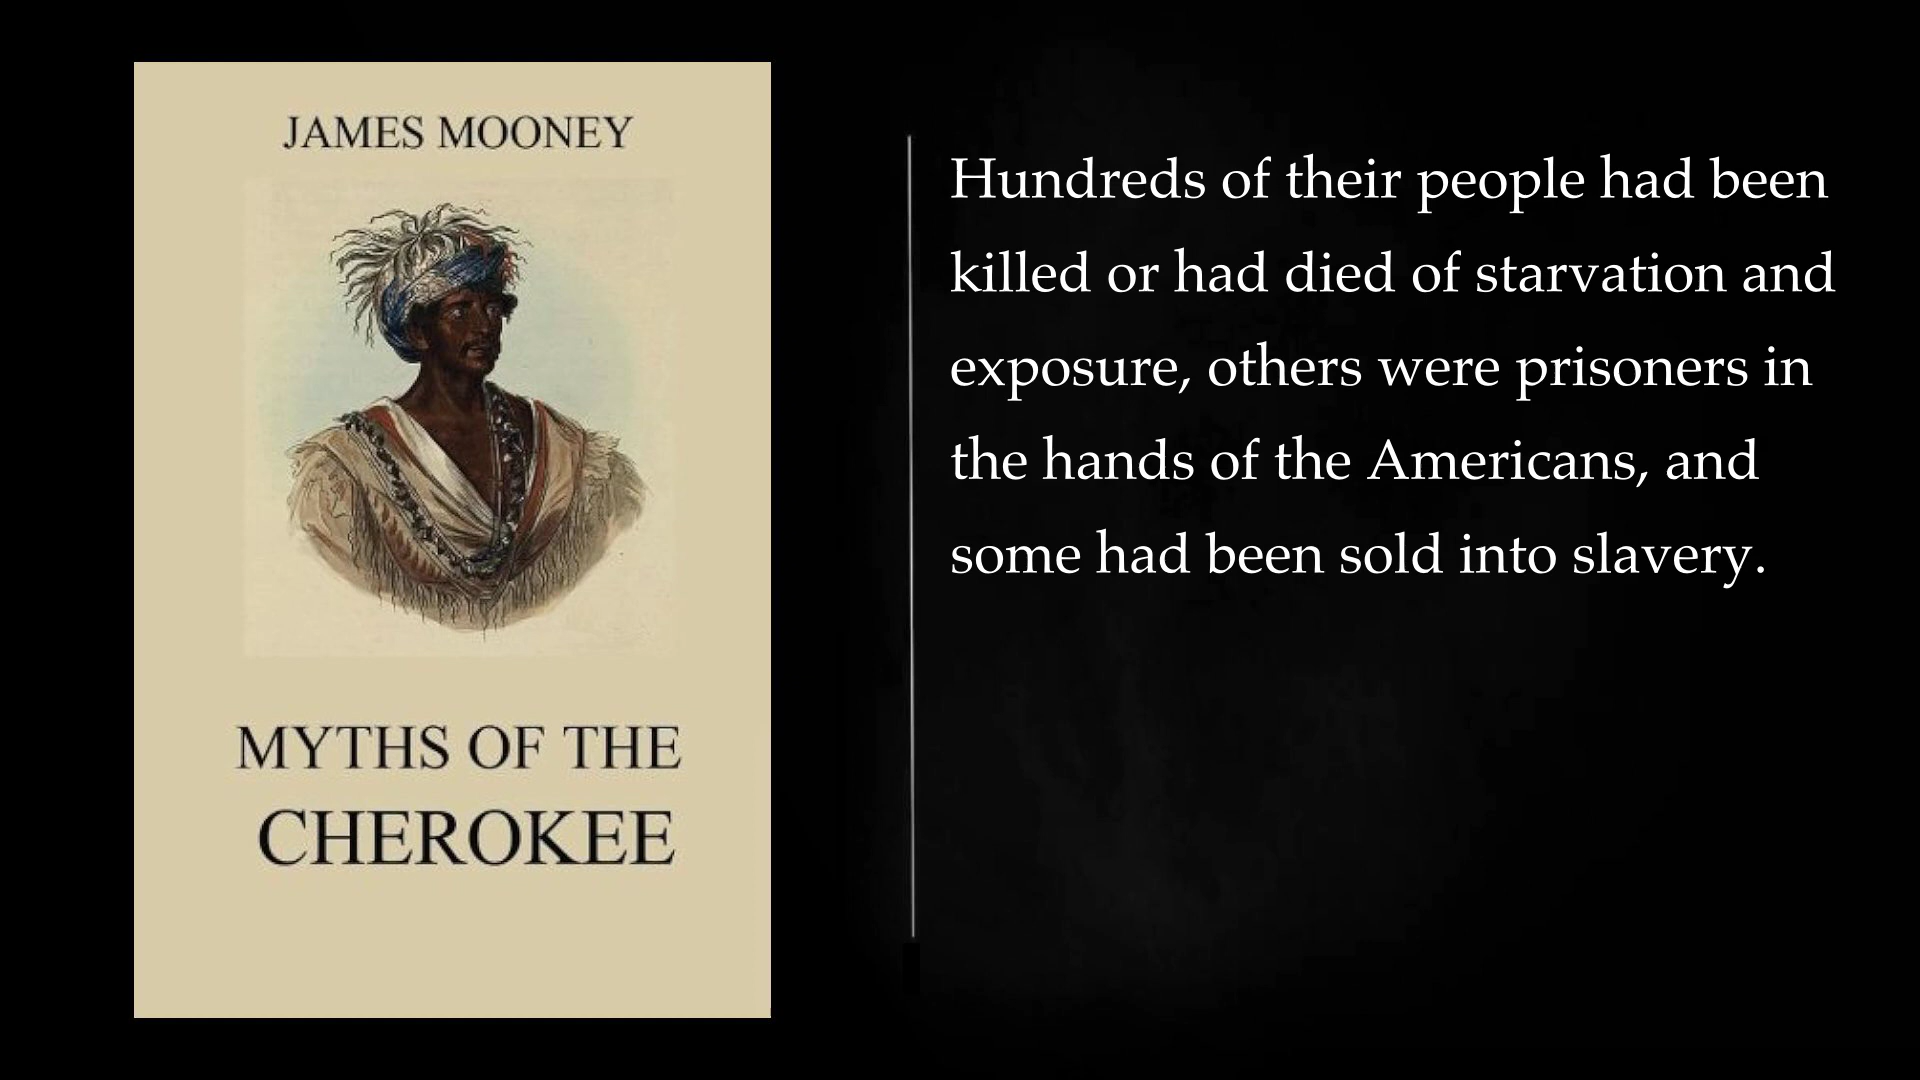 JAMES MOONEY
MYTHS OF THE
CHEROKEE
Hundreds of their people had been
killed or had died of starvation and
exposure, others were prisoners in
the hands of the Americans, and
some had been sold into slavery.